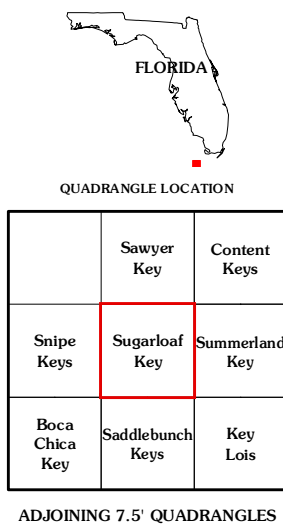 FLORIDA
QUADRANGLE LOCATION
Sawyer
Key
Content
Keys
Snipe
Keys
Sugarloaf
Key
Summerland
Key
Boca
Chica
Key
Saddlebunch
Keys
Key
Lois
ADJOINING 7.5' QUADRANGLES